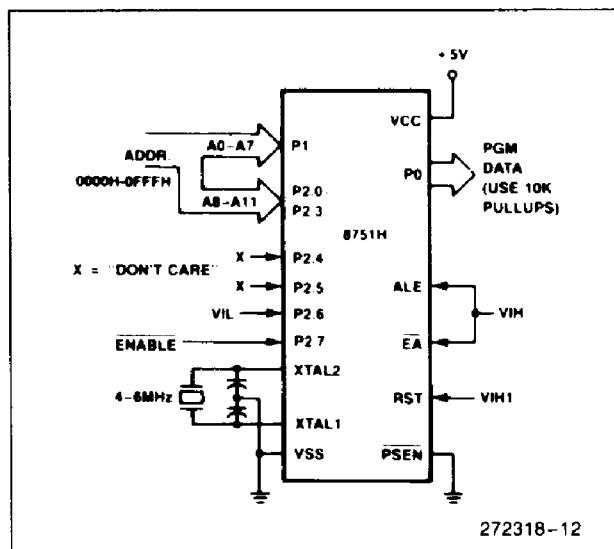 + 5V
VCC
ADDR.
0000H-0FFFH
A0-A7
P1
P0
PGM
DATA
(USE 10K
PULLUPS)
A8-A11
P2.0-
P2.3
8751H
X = "DON'T CARE"
X
P2.4
X
P2.5
ALE
VIL
P2.6
VIH
ENABLE
P2.7
EA
XTAL2
4-6MHz
RST
VIH1
XTAL1
VSS
PSEN
272318-12